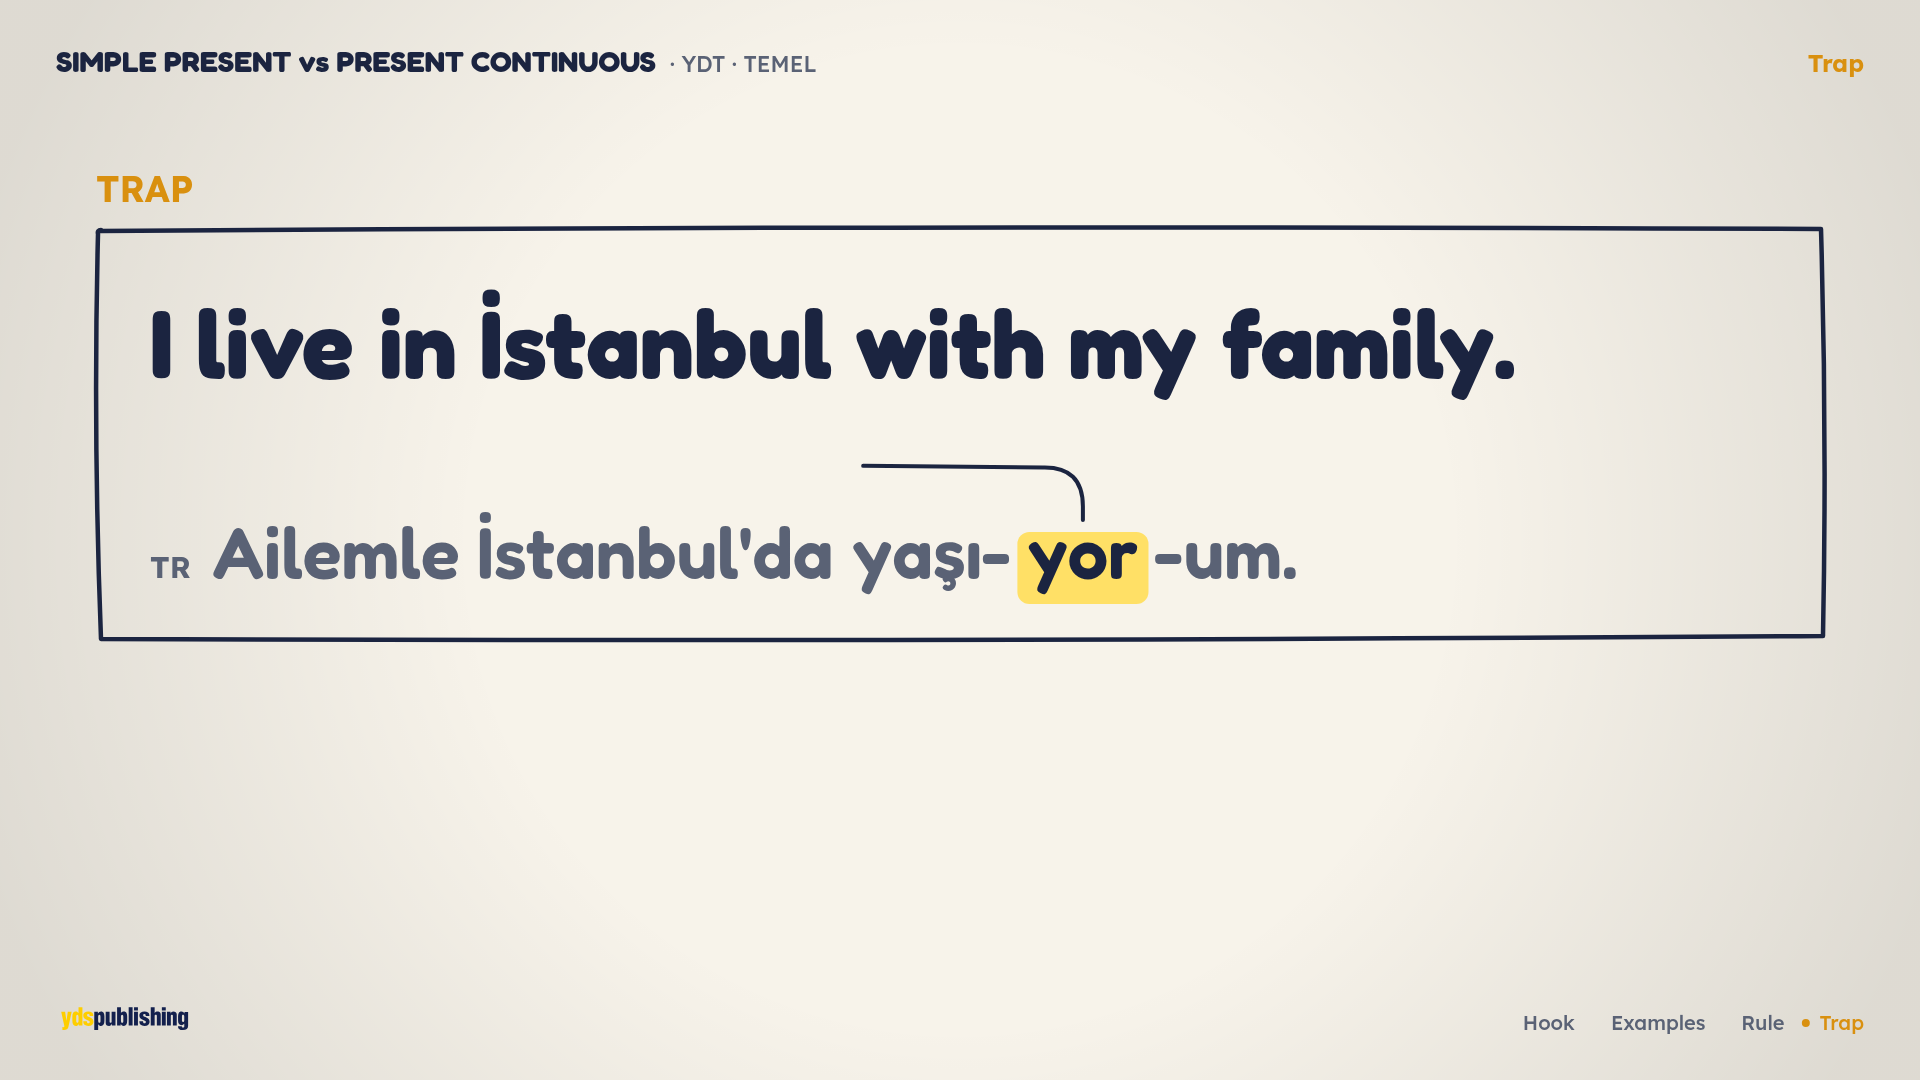 SIMPLE PRESENT vs PRESENT CONTINUOUS · YDT · TEMEL
Trap
TRAP
I live in İstanbul with my family.
TR Ailemle İstanbul'da yaşı- yor -um.
ydspublishing
Hook Examples Rule • Trap